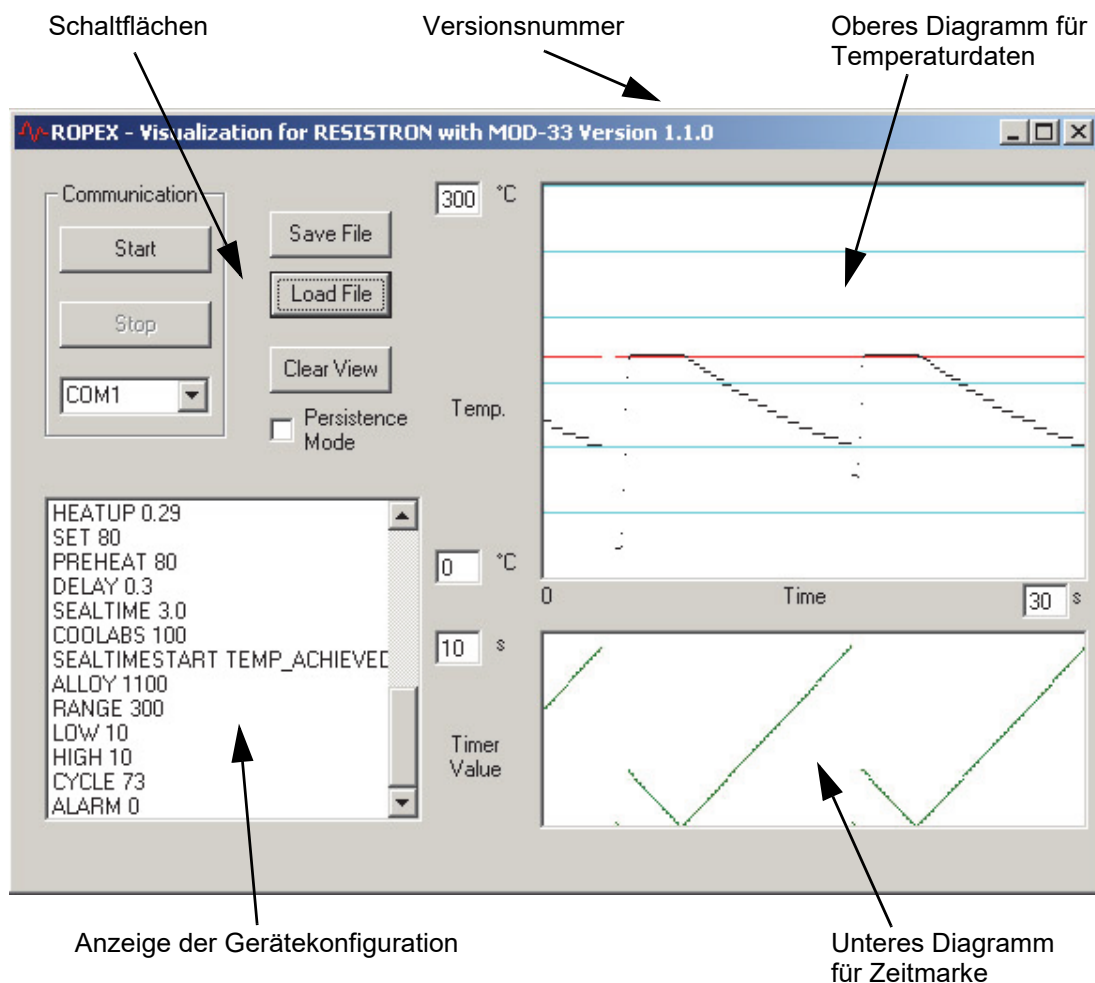 Schaltflächen
Versionsnummer
Oberes Diagramm für
Temperaturdaten
ROPEX - Visualization for RESISTRON with MOD-33 Version 1.1.0
Communication
Start
Stop
COM1
Save File
Load File
Clear View
Persistence
Mode
300 °C
Temp.
0 °C
0
Time
30 s
HEATUP 0.29
SET 80
PREHEAT 80
DELAY 0.3
SEALTIME 3.0
COOLABS 100
SEALTIMESTART TEMP_ACHIEVED
ALLOY 1100
RANGE 300
LOW 10
HIGH 10
CYCLE 73
ALARM 0
10 s
Timer
Value
Anzeige der Gerätekonfiguration
Unteres Diagramm
für Zeitmarke